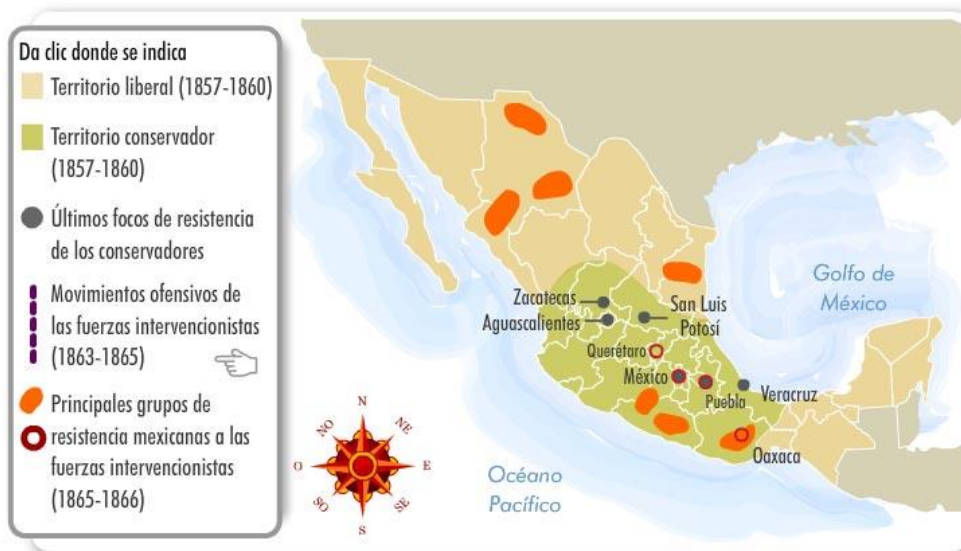 Da clic donde se indica
Territorio liberal (1857-1860)
Territorio conservador
(1857-1860)
Últimos focos de resistencia
de los conservadores
Movimientos ofensivos de
las fuerzas intervencionistas
(1863-1865)
Principales grupos de
resistencia mexicanas a las
fuerzas intervencionistas
(1865-1866)
Golfo de
México
Zacatecas
Aguascalientes
San Luis
Potosí
Querétaro
México
Puebla
Veracruz
Oaxaca
Océano
Pacífico
N
NO
NE
O
E
SO
SE
S